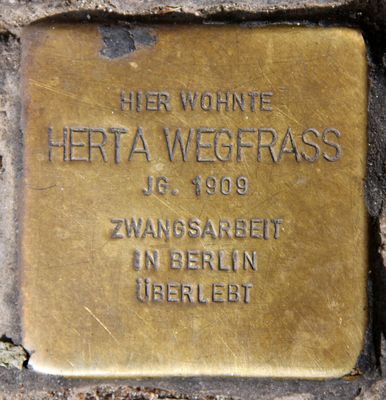 HIER WOHNTE
HERTA WEGFRASS
JG. 1909
ZWANGSARBEIT
IN BERLIN
ÜBERLEBT